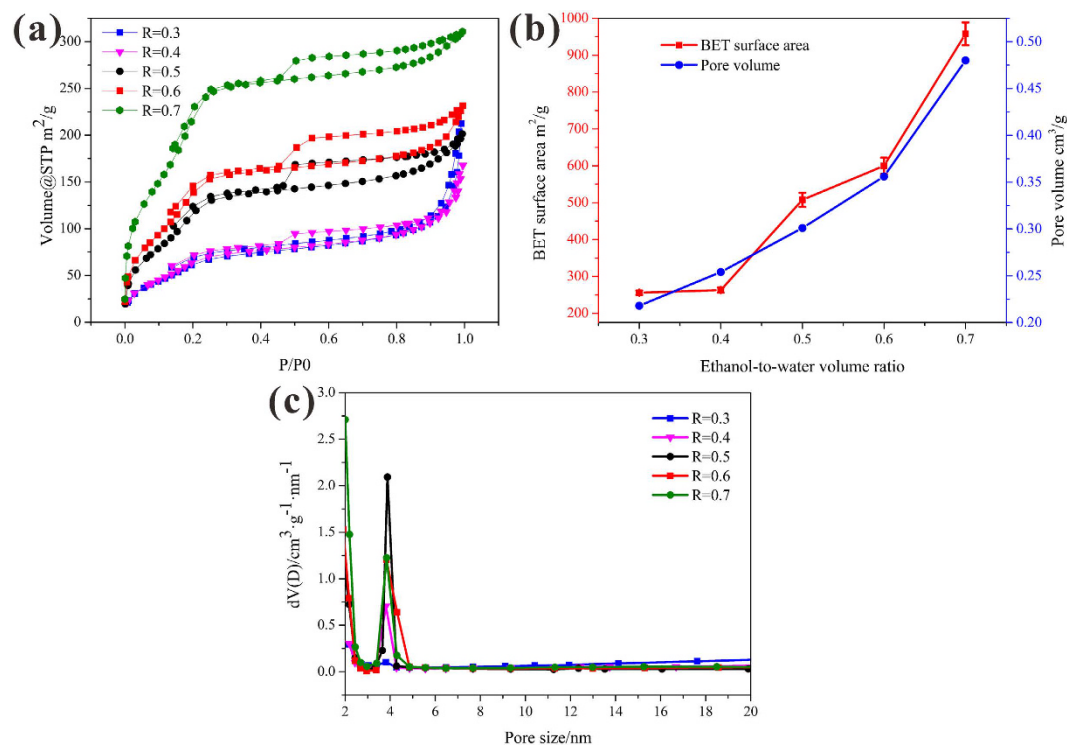 (a)
300
250
200
150
100
50
0
Volume@STP m²/g
R=0.3
R=0.4
R=0.5
R=0.6
R=0.7
0.0 0.2 0.4 0.6 0.8 1.0
P/P0
(b)
1000
900
800
700
600
500
400
300
200
BET surface area m²/g
BET surface area
Pore volume
0.50
0.45
0.40
0.35
0.30
0.25
0.20
Pore volume cm³/g
0.3 0.4 0.5 0.6 0.7
Ethanol-to-water volume ratio
(c)
3.0
2.5
2.0
1.5
1.0
0.5
0.0
dV(D)/cm³·g⁻¹·nm⁻¹
R=0.3
R=0.4
R=0.5
R=0.6
R=0.7
2 4 6 8 10 12 14 16 18 20
Pore size/nm